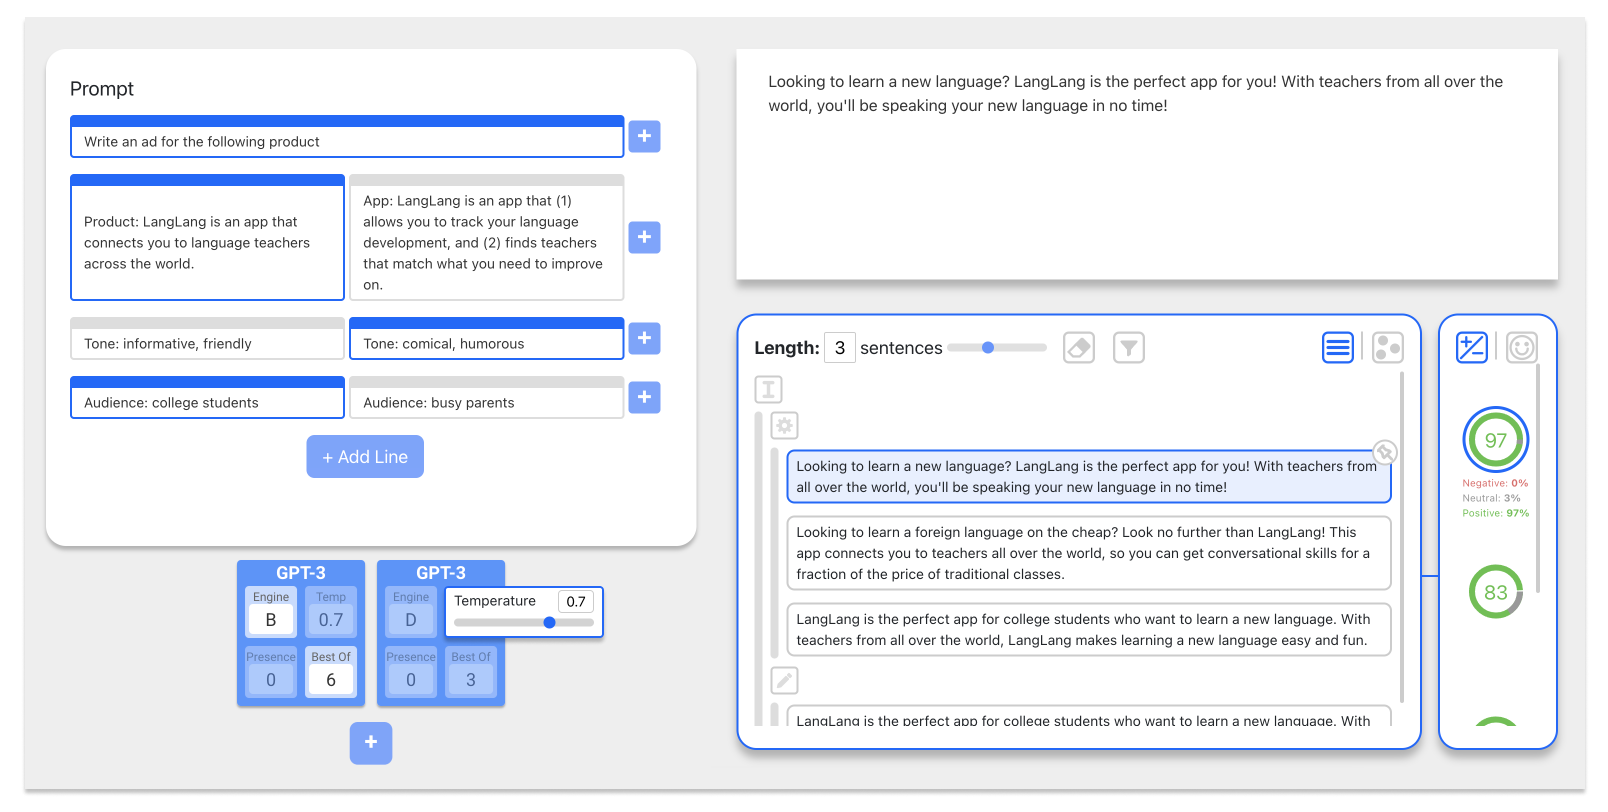 Prompt
Write an ad for the following product
+
Product: LangLang is an app that
connects you to language teachers
across the world.
App: LangLang is an app that (1)
allows you to track your language
development, and (2) finds teachers
that match what you need to improve
on.
+
Tone: informative, friendly
Tone: comical, humorous
+
Audience: college students
Audience: busy parents
+
+ Add Line
GPT-3
Engine
B
Temp
0.7
Presence
0
Best Of
6
GPT-3
Engine
D
Temperature
0.7
Presence
0
Best Of
3
+
Looking to learn a new language? LangLang is the perfect app for you! With teachers from all over the
world, you'll be speaking your new language in no time!
Length: 3 sentences
Looking to learn a new language? LangLang is the perfect app for you! With teachers from
all over the world, you'll be speaking your new language in no time!
Looking to learn a foreign language on the cheap? Look no further than LangLang! This
app connects you to teachers all over the world, so you can get conversational skills for a
fraction of the price of traditional classes.
LangLang is the perfect app for college students who want to learn a new language. With
teachers from all over the world, LangLang makes learning a new language easy and fun.
LangLang is the perfect app for college students who want to learn a new language. With
97
Negative: 0%
Neutral: 3%
Positive: 97%
83